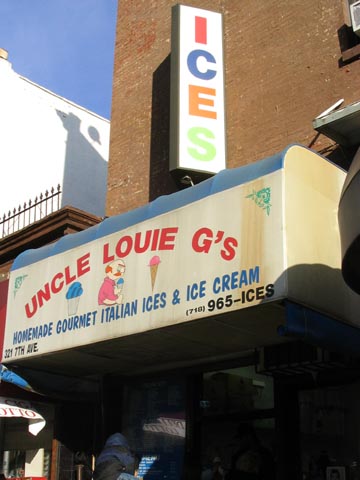 ICES
UNCLE LOUIE G's
HOMEMADE GOURMET ITALIAN ICES & ICE CREAM
321 7TH AVE.
(718) 965-ICES